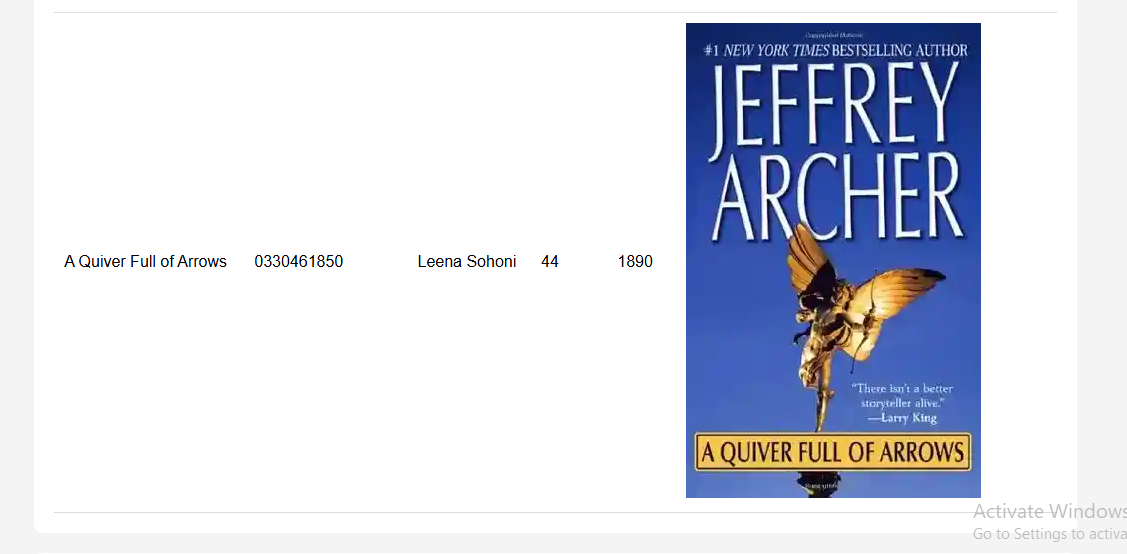 #1 NEW YORK TIMES BESTSELLING AUTHOR
JEFFREY
ARCHER
A Quiver Full of Arrows 0330461850 Leena Sohoni 44 1890
"There isn't a better
storyteller alive."
—Larry King
A QUIVER FULL OF ARROWS
Activate Windows
Go to Settings to activa